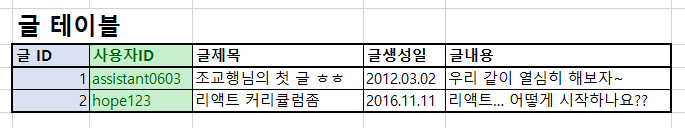 글 테이블
글 ID 사용자ID 글제목 글생성일 글내용
1 assistant0603 조교행님의 첫 글 ㅎㅎ 2012.03.02 우리 같이 열심히 해보자~
2 hope123 리액트 커리큘럼좀 2016.11.11 리액트... 어떻게 시작하나요??